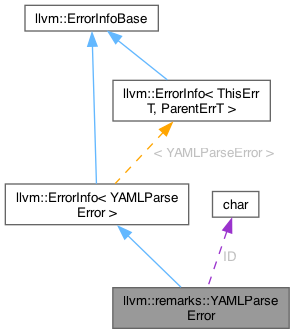 llvm::ErrorInfoBase
llvm::ErrorInfo< ThisErr
T, ParentErrT >
< YAMLParseError >
llvm::ErrorInfo< YAMLParse
Error >
char
ID
llvm::remarks::YAMLParse
Error